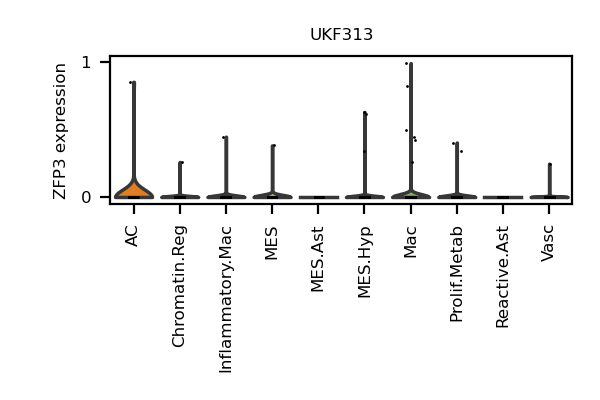 UKF313
ZFP3 expression
1
0
AC
Chromatin.Reg
Inflammatory.Mac
MES
MES.Ast
MES.Hyp
Mac
Prolif.Metab
Reactive.Ast
Vasc